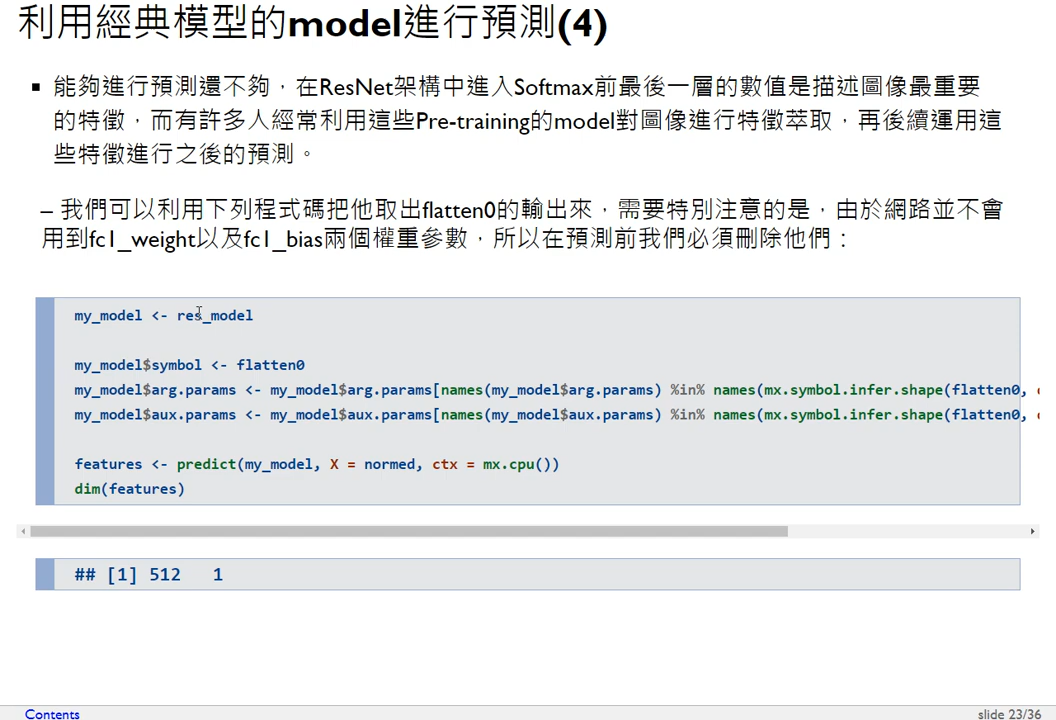 利用經典模型的model進行預測(4)
能夠進行預測還不夠，在ResNet架構中進入Softmax前最後一層的數值是描述圖像最重要
的特徵，而有許多人經常利用這些Pre-training的model對圖像進行特徵萃取，再後續運用這
些特徵進行之後的預測。
– 我們可以利用下列程式碼把他取出flatten0的輸出來，需要特別注意的是，由於網路並不會
用到fc1_weight以及fc1_bias兩個權重參數，所以在預測前我們必須刪除他們：
my_model <- res_model
my_model$symbol <- flatten0
my_model$arg.params <- my_model$arg.params[names(my_model$arg.params) %in% names(mx.symbol.infer.shape(flatten0,
my_model$aux.params <- my_model$aux.params[names(my_model$aux.params) %in% names(mx.symbol.infer.shape(flatten0,
features <- predict(my_model, X = normed, ctx = mx.cpu())
dim(features)
## [1] 512   1
Contents
slide 23/36